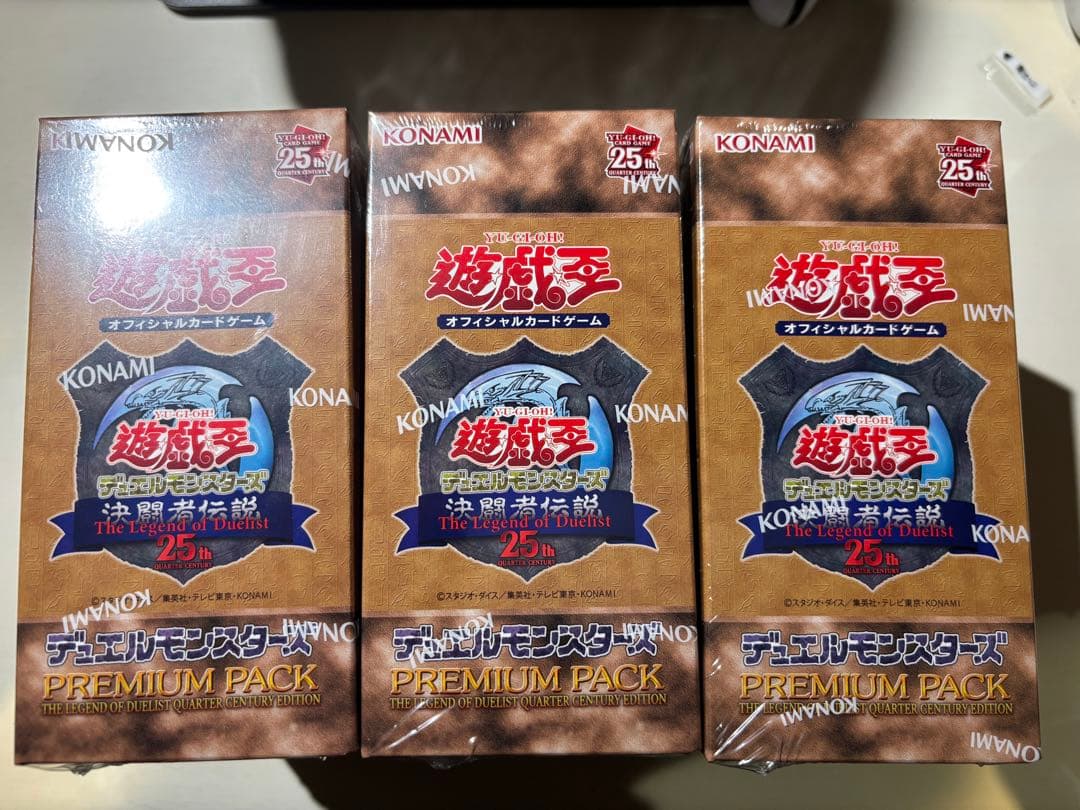 KONAMI
KONAMI
YU-GI-OH!
CARD GAME
25th
QUARTER CENTURY
遊戯王
オフィシャルカードゲーム
KONAMI
KONAMI
YU-GI-OH!
遊戯王
デュエルモンスターズ
決闘者伝説
The Legend of Duelist
25th
QUARTER CENTURY
©スタジオ・ダイス/集英社・テレビ東京・KONAMI
KONAMI
デュエルモンスターズ
PREMIUM PACK
THE LEGEND OF DUELIST QUARTER CENTURY EDITION
KONAMI
KONAMI
YU-GI-OH!
CARD GAME
25th
QUARTER CENTURY
KONAMI
YU-GI-OH!
遊戯王
オフィシャルカードゲーム
KONAMI
KONAM
YU-GI-OH!
遊戯王
デュエルモンスターズ
決闘者伝説
The Legend of Duelist
25th
QUARTER CENTURY
©スタジオ・ダイス/集英社・テレビ東京・KONAMI
デュエルモンスターズ
KONAMI
PREMIUM PACK
THE LEGEND OF DUELIST QUARTER CENTURY EDITION
KONAMI
YU-GI-OH!
CARD GAME
25th
QUARTER CENTURY
YU-GI-OH!
遊戯王
KONAMI
オフィシャルカードゲーム
YU-GI-OH!
遊戯王
デュエルモンスターズ
決闘者伝説
KONAMI
The Legend of Duelist
KONA
25th
QUARTER CENTURY
©スタジオ・ダイス/集英社・テレビ東京・KONAMI
デュエルモンスターズ
PREMIUM PACK
THE LEGEND OF DUELIST QUARTER CENTURY EDITION
KONAMI
KONAMI